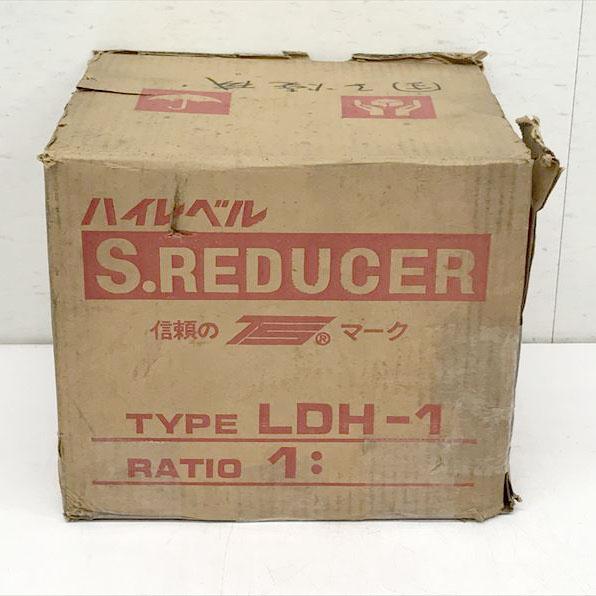 ハイレベル
S.REDUCER
信頼の TS® マーク
TYPE LDH-1
RATIO 1: